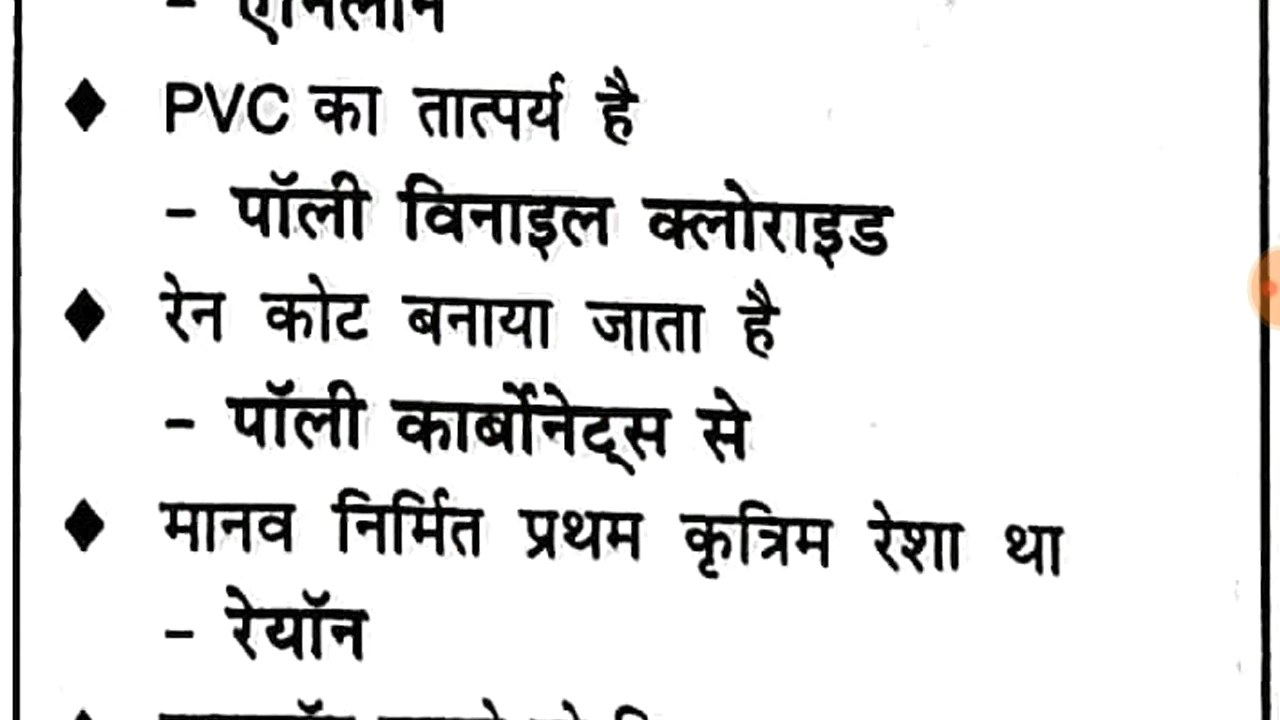 ♦ PVC का तात्पर्य है
– पॉली विनाइल क्लोराइड
♦ रेन कोट बनाया जाता है
– पॉली कार्बोनेट्स से
♦ मानव निर्मित प्रथम कृत्रिम रेशा था
– रेयॉन